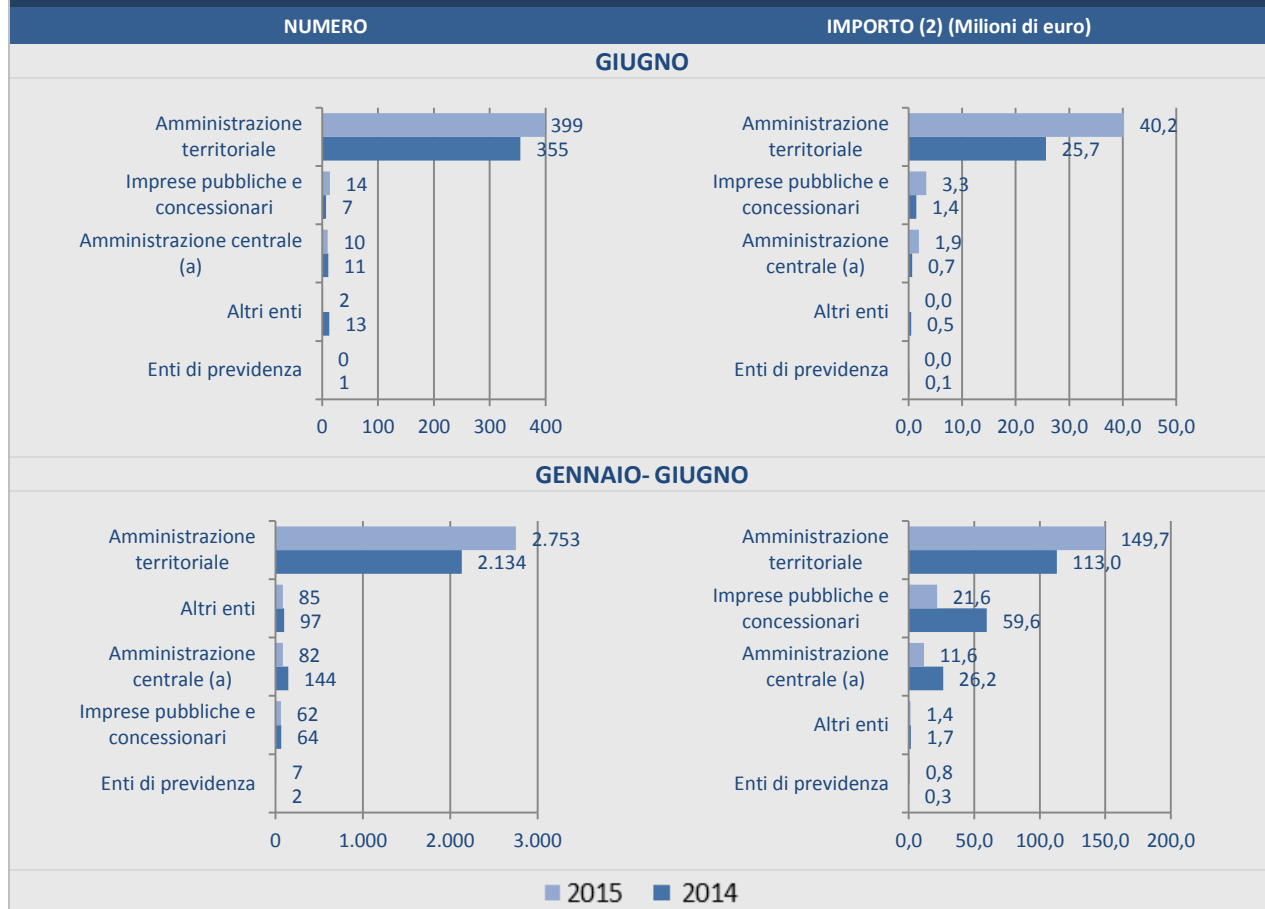 NUMERO
IMPORTO (2) (Milioni di euro)
GIUGNO
Amministrazione
territoriale
399
355
Imprese pubbliche e
concessionari
14
7
Amministrazione centrale
(a)
10
11
Altri enti
2
13
Enti di previdenza
0
1
0 100 200 300 400
Amministrazione
territoriale
40,2
25,7
Imprese pubbliche e
concessionari
3,3
1,4
Amministrazione
centrale (a)
1,9
0,7
Altri enti
0,0
0,5
Enti di previdenza
0,0
0,1
0,0 10,0 20,0 30,0 40,0 50,0
GENNAIO- GIUGNO
Amministrazione
territoriale
2.753
2.134
Altri enti
85
97
Amministrazione
centrale (a)
82
144
Imprese pubbliche e
concessionari
62
64
Enti di previdenza
7
2
0 1.000 2.000 3.000
Amministrazione
territoriale
149,7
113,0
Imprese pubbliche e
concessionari
21,6
59,6
Amministrazione
centrale (a)
11,6
26,2
Altri enti
1,4
1,7
Enti di previdenza
0,8
0,3
0,0 50,0 100,0 150,0 200,0
2015 2014